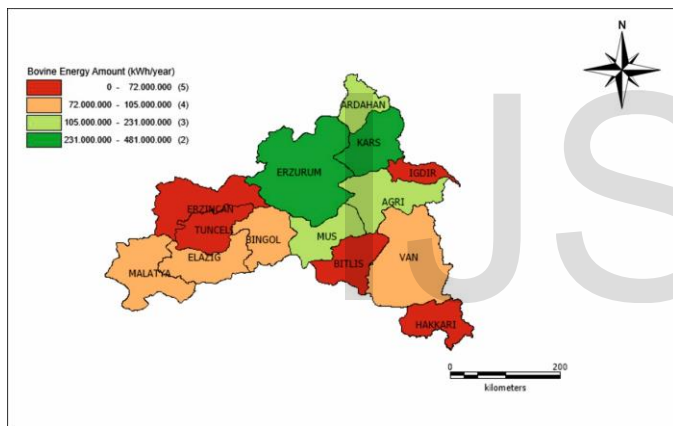 N
Bovine Energy Amount (kWh/year)
0 - 72.000.000 (5)
72.000.000 - 105.000.000 (4)
105.000.000 - 231.000.000 (3)
231.000.000 - 481.000.000 (2)
ARDAHAN
KARS
ERZURUM
IGDIR
AGRI
ERZINCAN
TUNCELI
MUS
BINGOL
ELAZIG
BITLIS
VAN
MALATYA
HAKKARI
0 200
kilometers
IJS